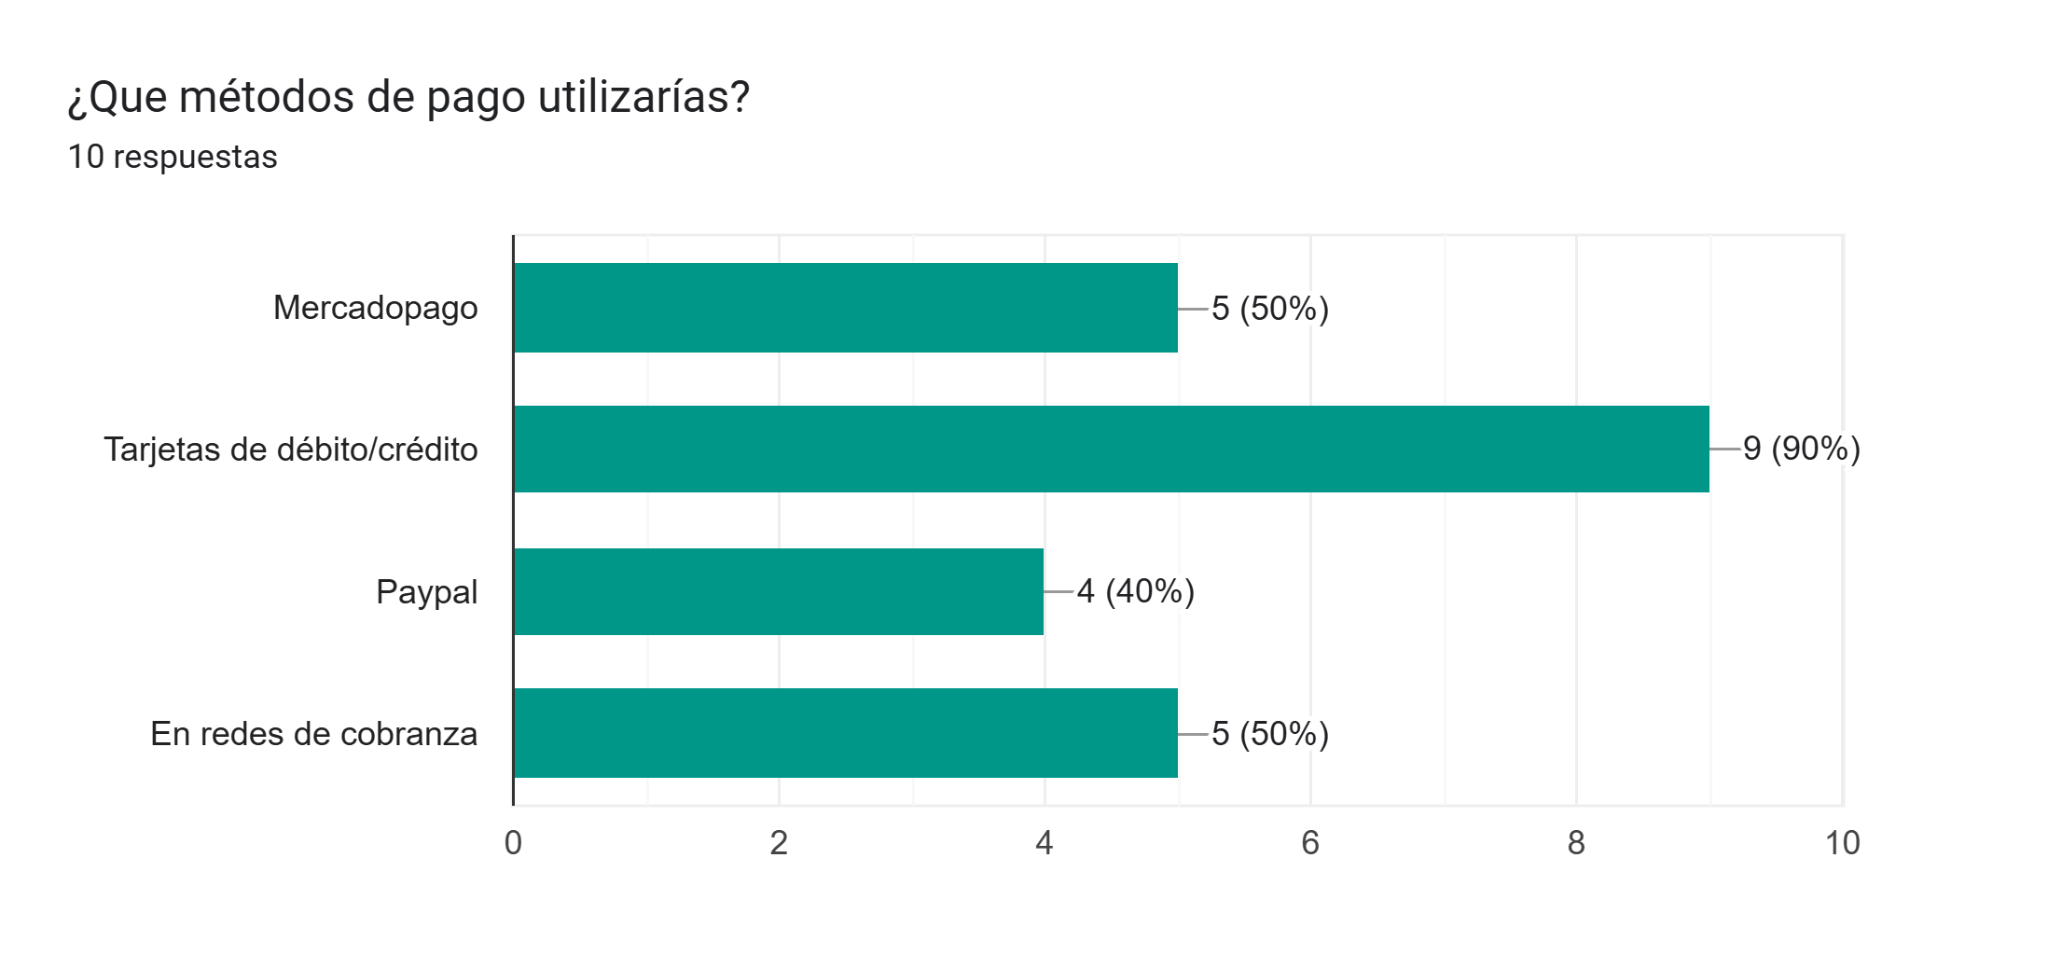 ¿Que métodos de pago utilizarías?
10 respuestas
Mercadopago
5 (50%)
Tarjetas de débito/crédito
9 (90%)
Paypal
4 (40%)
En redes de cobranza
5 (50%)
0 2 4 6 8 10